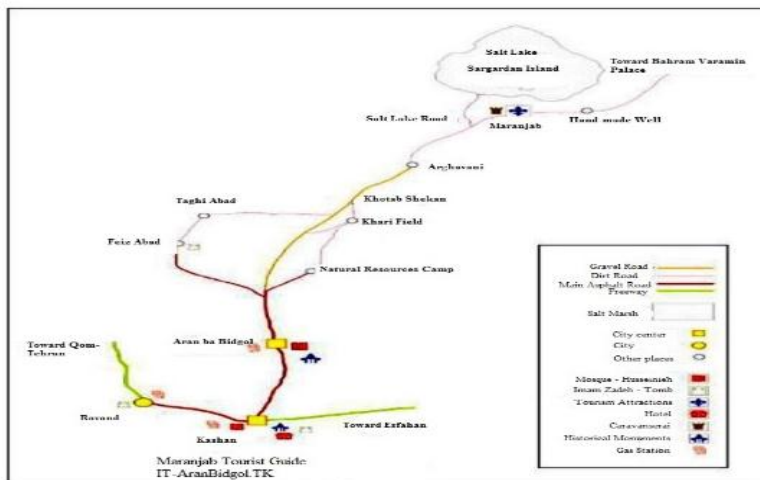 Salt Lake
Sargardan Island
Toward Bahram Varamin
Palace
Salt Lake Road
Maranjab
Hand made Well
Arghavani
Taghi Abad
Khotab Shekan
Khari Field
Feiz Abad
Natural Resources Camp
Gravel Road
Dirt Road
Main Asphalt Road
Freeway
Salt Marsh
Toward Qom-
Tehran
Aran ba Bidgol
City center
City
Other places
Mosque - Husseinieh
Imam Zadeh - Tomb
Tourism Attractions
Hotel
Caravanserai
Historical Monuments
Gas Station
Ravand
Kashan
Toward Esfahan
Maranjab Tourist Guide
IT-AranBidgol.TK